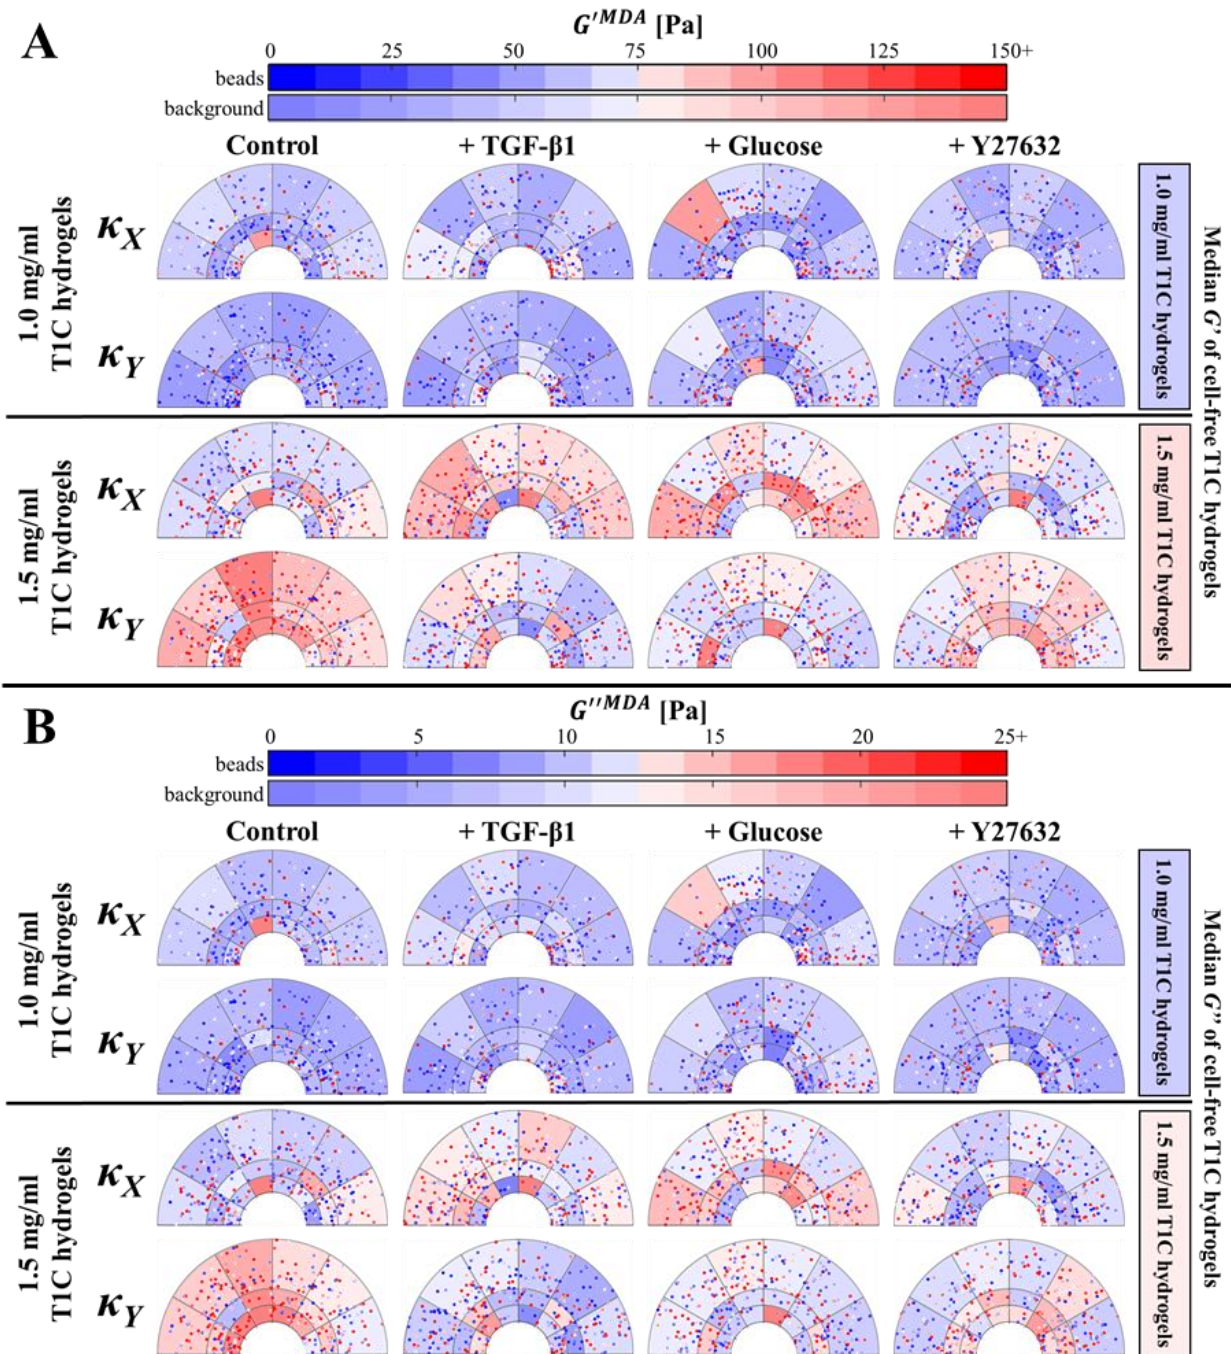 A
G′ᴹᴰᴬ [Pa]
0 25 50 75 100 125 150+
beads
background
Control + TGF-β1 + Glucose + Y27632
1.0 mg/ml
T1C hydrogels
κX
κY
1.0 mg/ml T1C hydrogels
1.5 mg/ml
T1C hydrogels
κX
κY
1.5 mg/ml T1C hydrogels
Median G’ of cell-free T1C hydrogels
B
G′′ᴹᴰᴬ [Pa]
0 5 10 15 20 25+
beads
background
Control + TGF-β1 + Glucose + Y27632
1.0 mg/ml
T1C hydrogels
κX
κY
1.0 mg/ml T1C hydrogels
1.5 mg/ml
T1C hydrogels
κX
κY
1.5 mg/ml T1C hydrogels
Median G’’ of cell-free T1C hydrogels